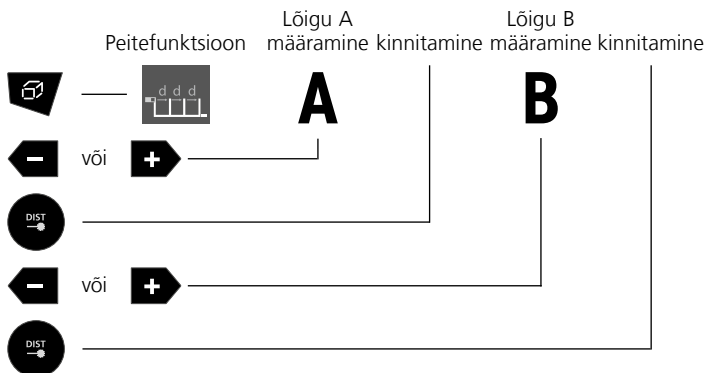 Lõigu A Lõigu B
Peitefunktsioon määramine kinnitamine määramine kinnitamine
d d d
A B
− või +
DIST
− või +
DIST